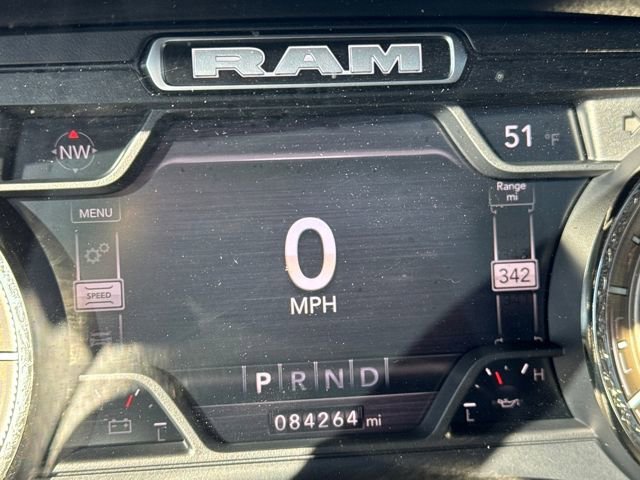 RAM
NW
51 °F
MENU
Range
mi
0
MPH
SPEED
342
P R N D
084264 mi
L
L
H